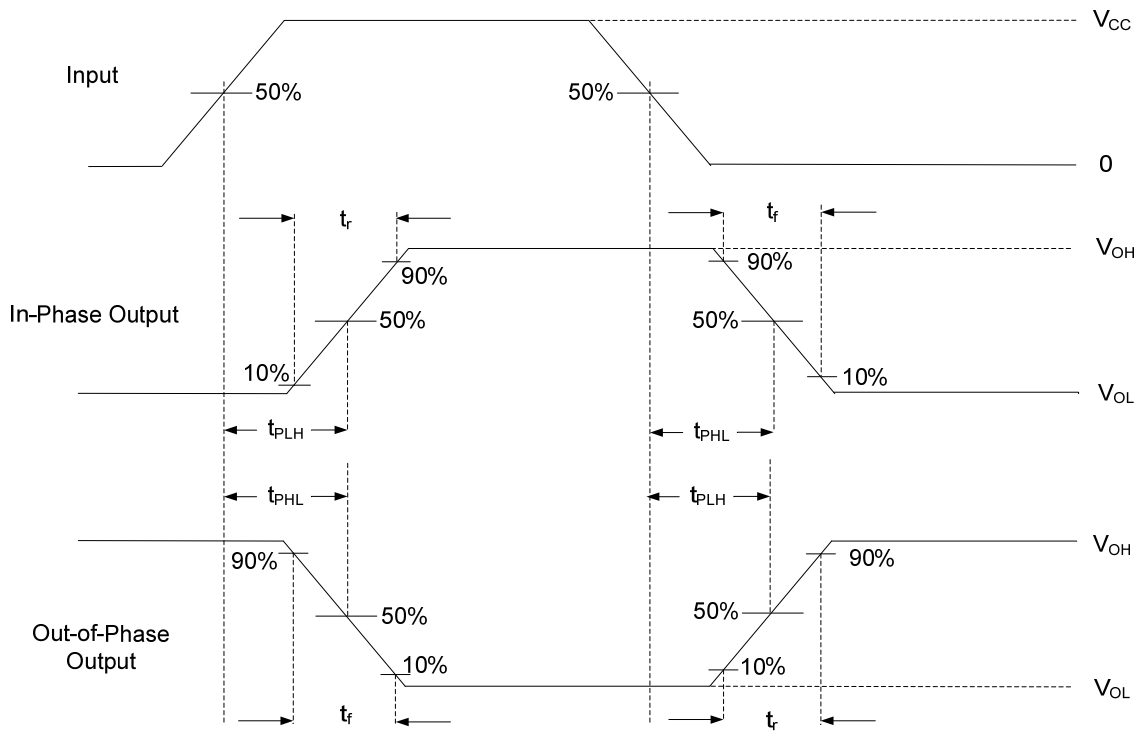 V_CC
Input
50%
50%
0
t_r
t_f
V_OH
90%
90%
In-Phase Output
50%
50%
10%
10%
V_OL
t_PLH
t_PHL
t_PHL
t_PLH
V_OH
90%
90%
50%
50%
Out-of-Phase
Output
10%
10%
V_OL
t_f
t_r